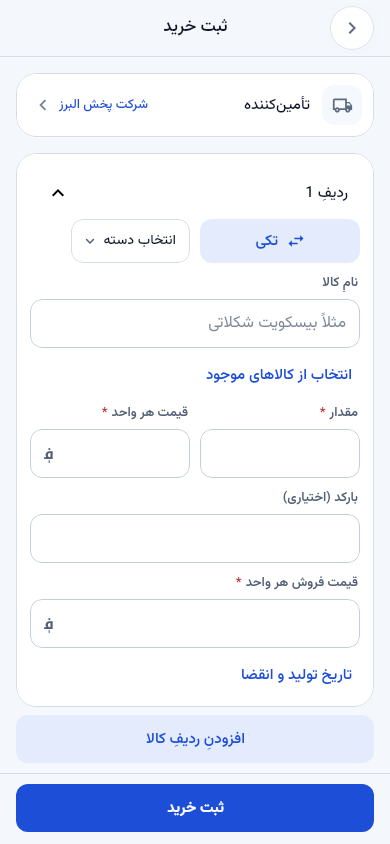 ثبت خرید
تأمین‌کننده
شرکت پخش البرز
ردیفِ 1
تکی
انتخاب دسته
نامِ کالا
مثلاً بیسکویت شکلاتی
انتخاب از کالاهای موجود
مقدار *
قیمت هر واحد *
؋
بارکد (اختیاری)
قیمت فروش هر واحد *
؋
تاریخ تولید و انقضا
افزودنِ ردیفِ کالا
ثبت خرید